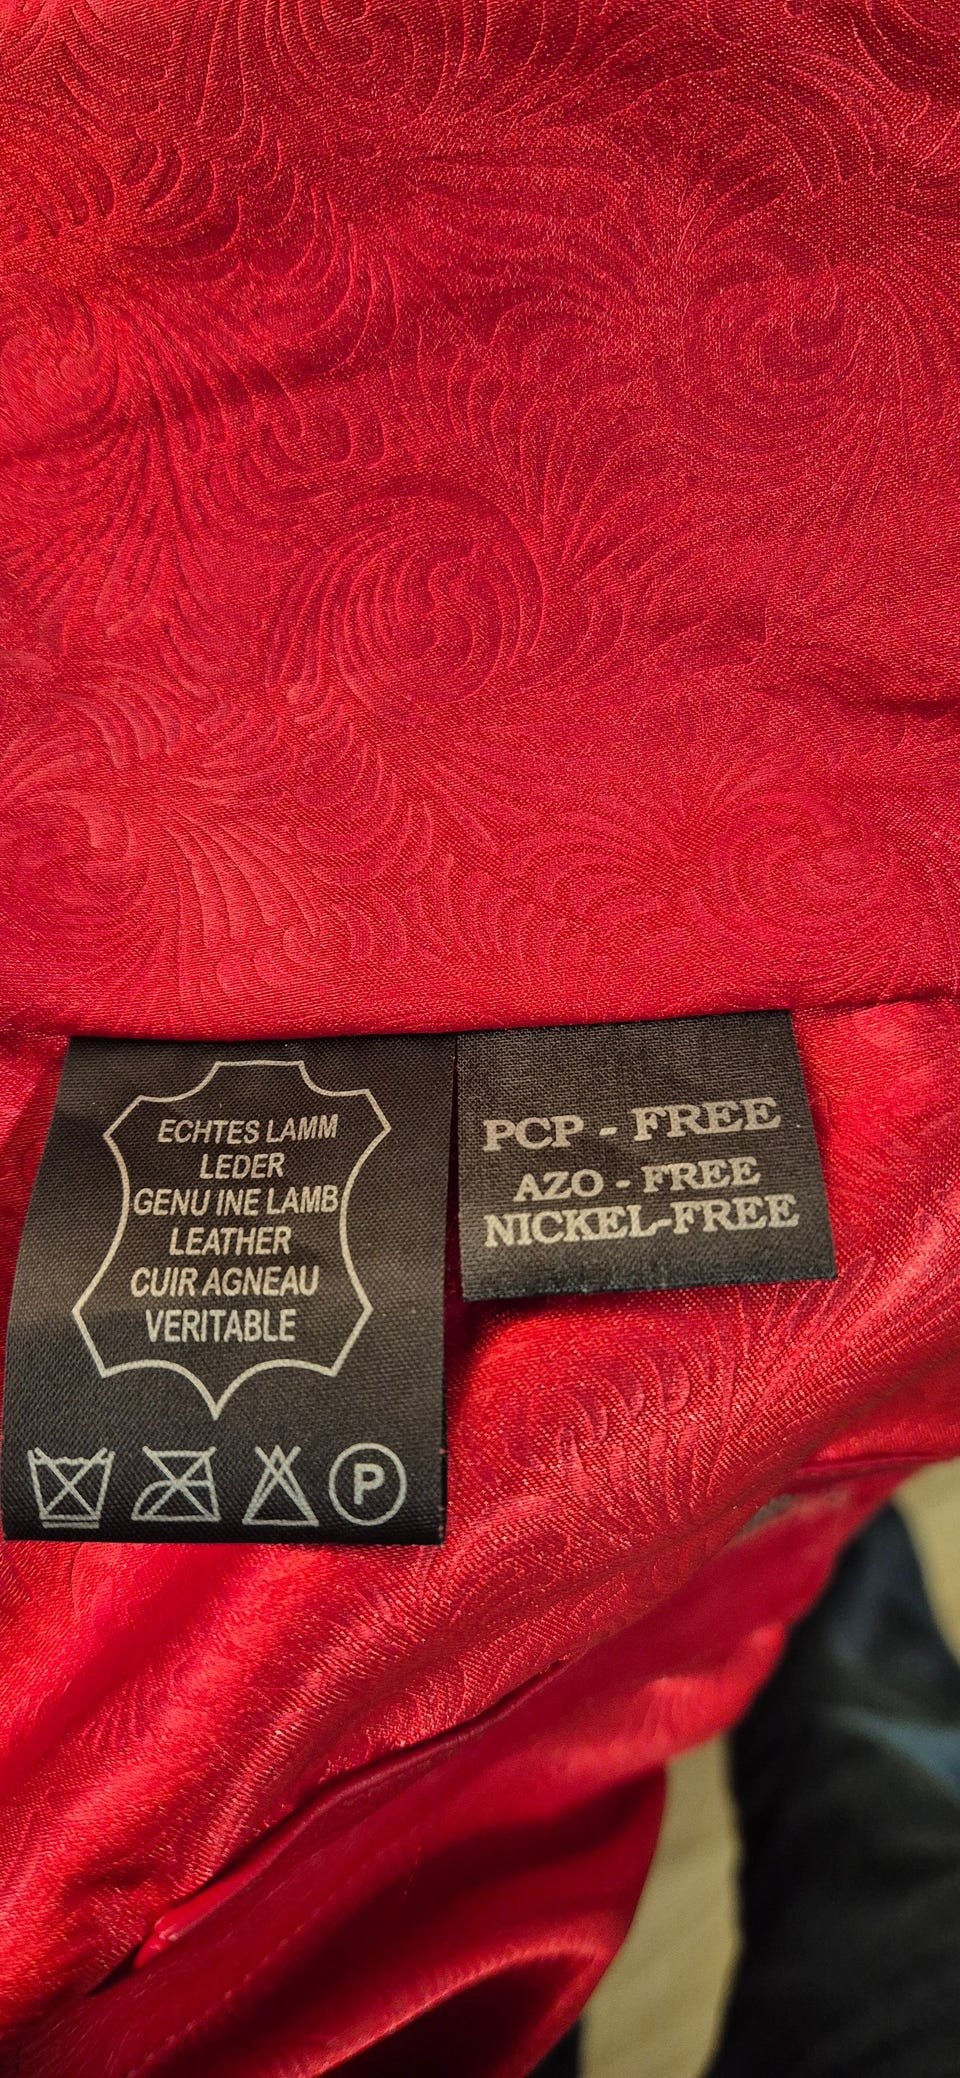 ECHTES LAMM
LEDER
GENU INE LAMB
LEATHER
CUIR AGNEAU
VERITABLE
P
PCP - FREE
AZO - FREE
NICKEL-FREE